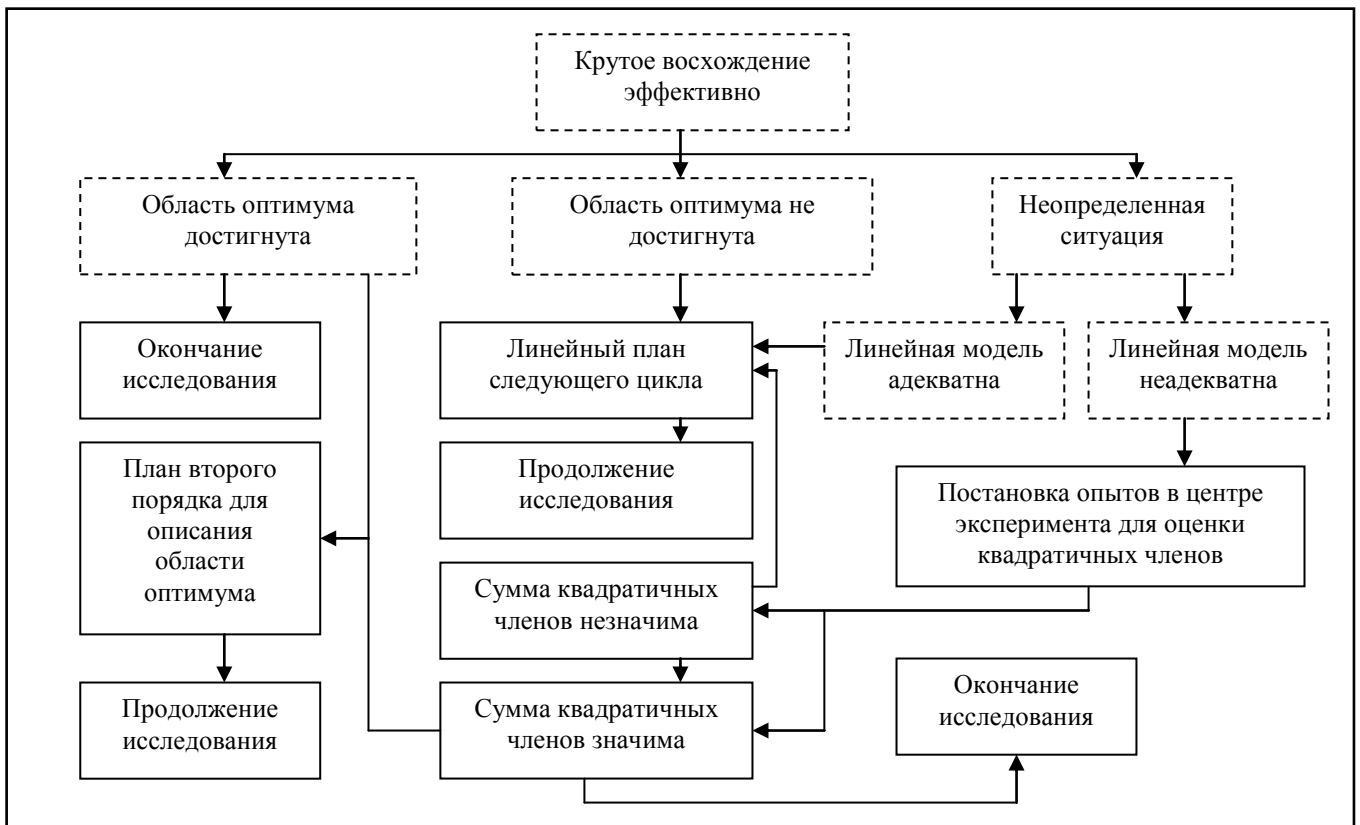 Крутое восхождение
эффективно
Область оптимума
достигнута
Область оптимума не
достигнута
Неопределенная
ситуация
Окончание
исследования
Линейный план
следующего цикла
Линейная модель
адекватна
Линейная модель
неадекватна
План второго
порядка для
описания
области
оптимума
Продолжение
исследования
Постановка опытов в центре
эксперимента для оценки
квадратичных членов
Сумма квадратичных
членов незначима
Продолжение
исследования
Сумма квадратичных
членов значима
Окончание
исследования